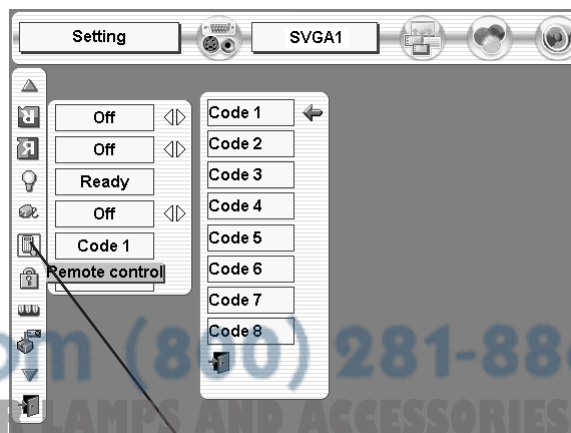 Setting
SVGA1
Off
Off
Ready
Off
Code 1
Remote control
Code 1
Code 2
Code 3
Code 4
Code 5
Code 6
Code 7
Code 8
om (800) 281-88
LAMPS AND ACCESSORIES